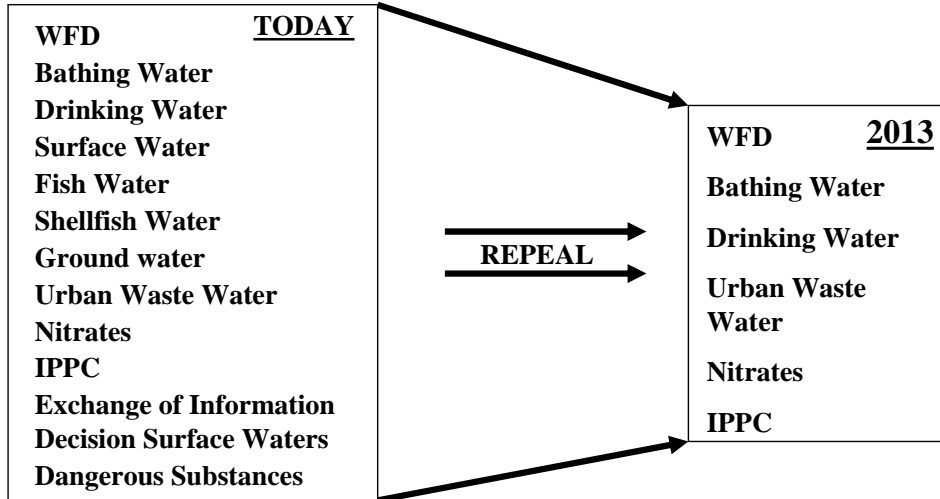 TODAY
WFD
Bathing Water
Drinking Water
Surface Water
Fish Water
Shellfish Water
Ground water
Urban Waste Water
Nitrates
IPPC
Exchange of Information
Decision Surface Waters
Dangerous Substances
REPEAL
2013
WFD
Bathing Water
Drinking Water
Urban Waste
Water
Nitrates
IPPC